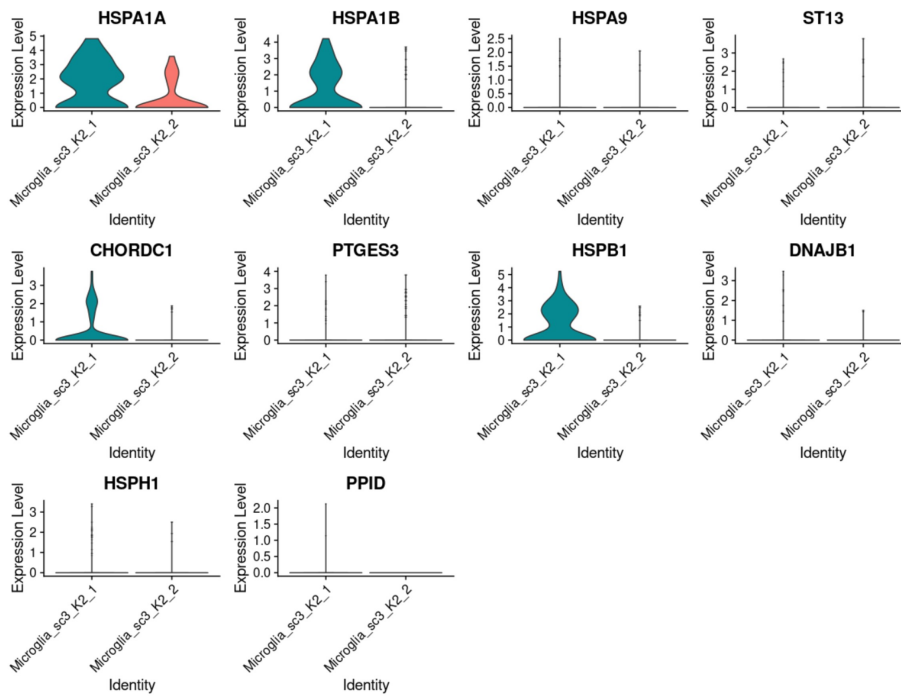 HSPA1A
Expression Level
5
4
3
2
1
0
Microglia_sc3_K2_1
Microglia_sc3_K2_2
Identity
HSPA1B
Expression Level
4
3
2
1
0
Microglia_sc3_K2_1
Microglia_sc3_K2_2
Identity
HSPA9
Expression Level
2.5
2.0
1.5
1.0
0.5
0.0
Microglia_sc3_K2_1
Microglia_sc3_K2_2
Identity
ST13
Expression Level
3
2
1
0
Microglia_sc3_K2_1
Microglia_sc3_K2_2
Identity
CHORDC1
Expression Level
3
2
1
0
Microglia_sc3_K2_1
Microglia_sc3_K2_2
Identity
PTGES3
Expression Level
4
3
2
1
0
Microglia_sc3_K2_1
Microglia_sc3_K2_2
Identity
HSPB1
Expression Level
5
4
3
2
1
0
Microglia_sc3_K2_1
Microglia_sc3_K2_2
Identity
DNAJB1
Expression Level
3
2
1
0
Microglia_sc3_K2_1
Microglia_sc3_K2_2
Identity
HSPH1
Expression Level
3
2
1
0
Microglia_sc3_K2_1
Microglia_sc3_K2_2
Identity
PPID
Expression Level
2.0
1.5
1.0
0.5
0.0
Microglia_sc3_K2_1
Microglia_sc3_K2_2
Identity